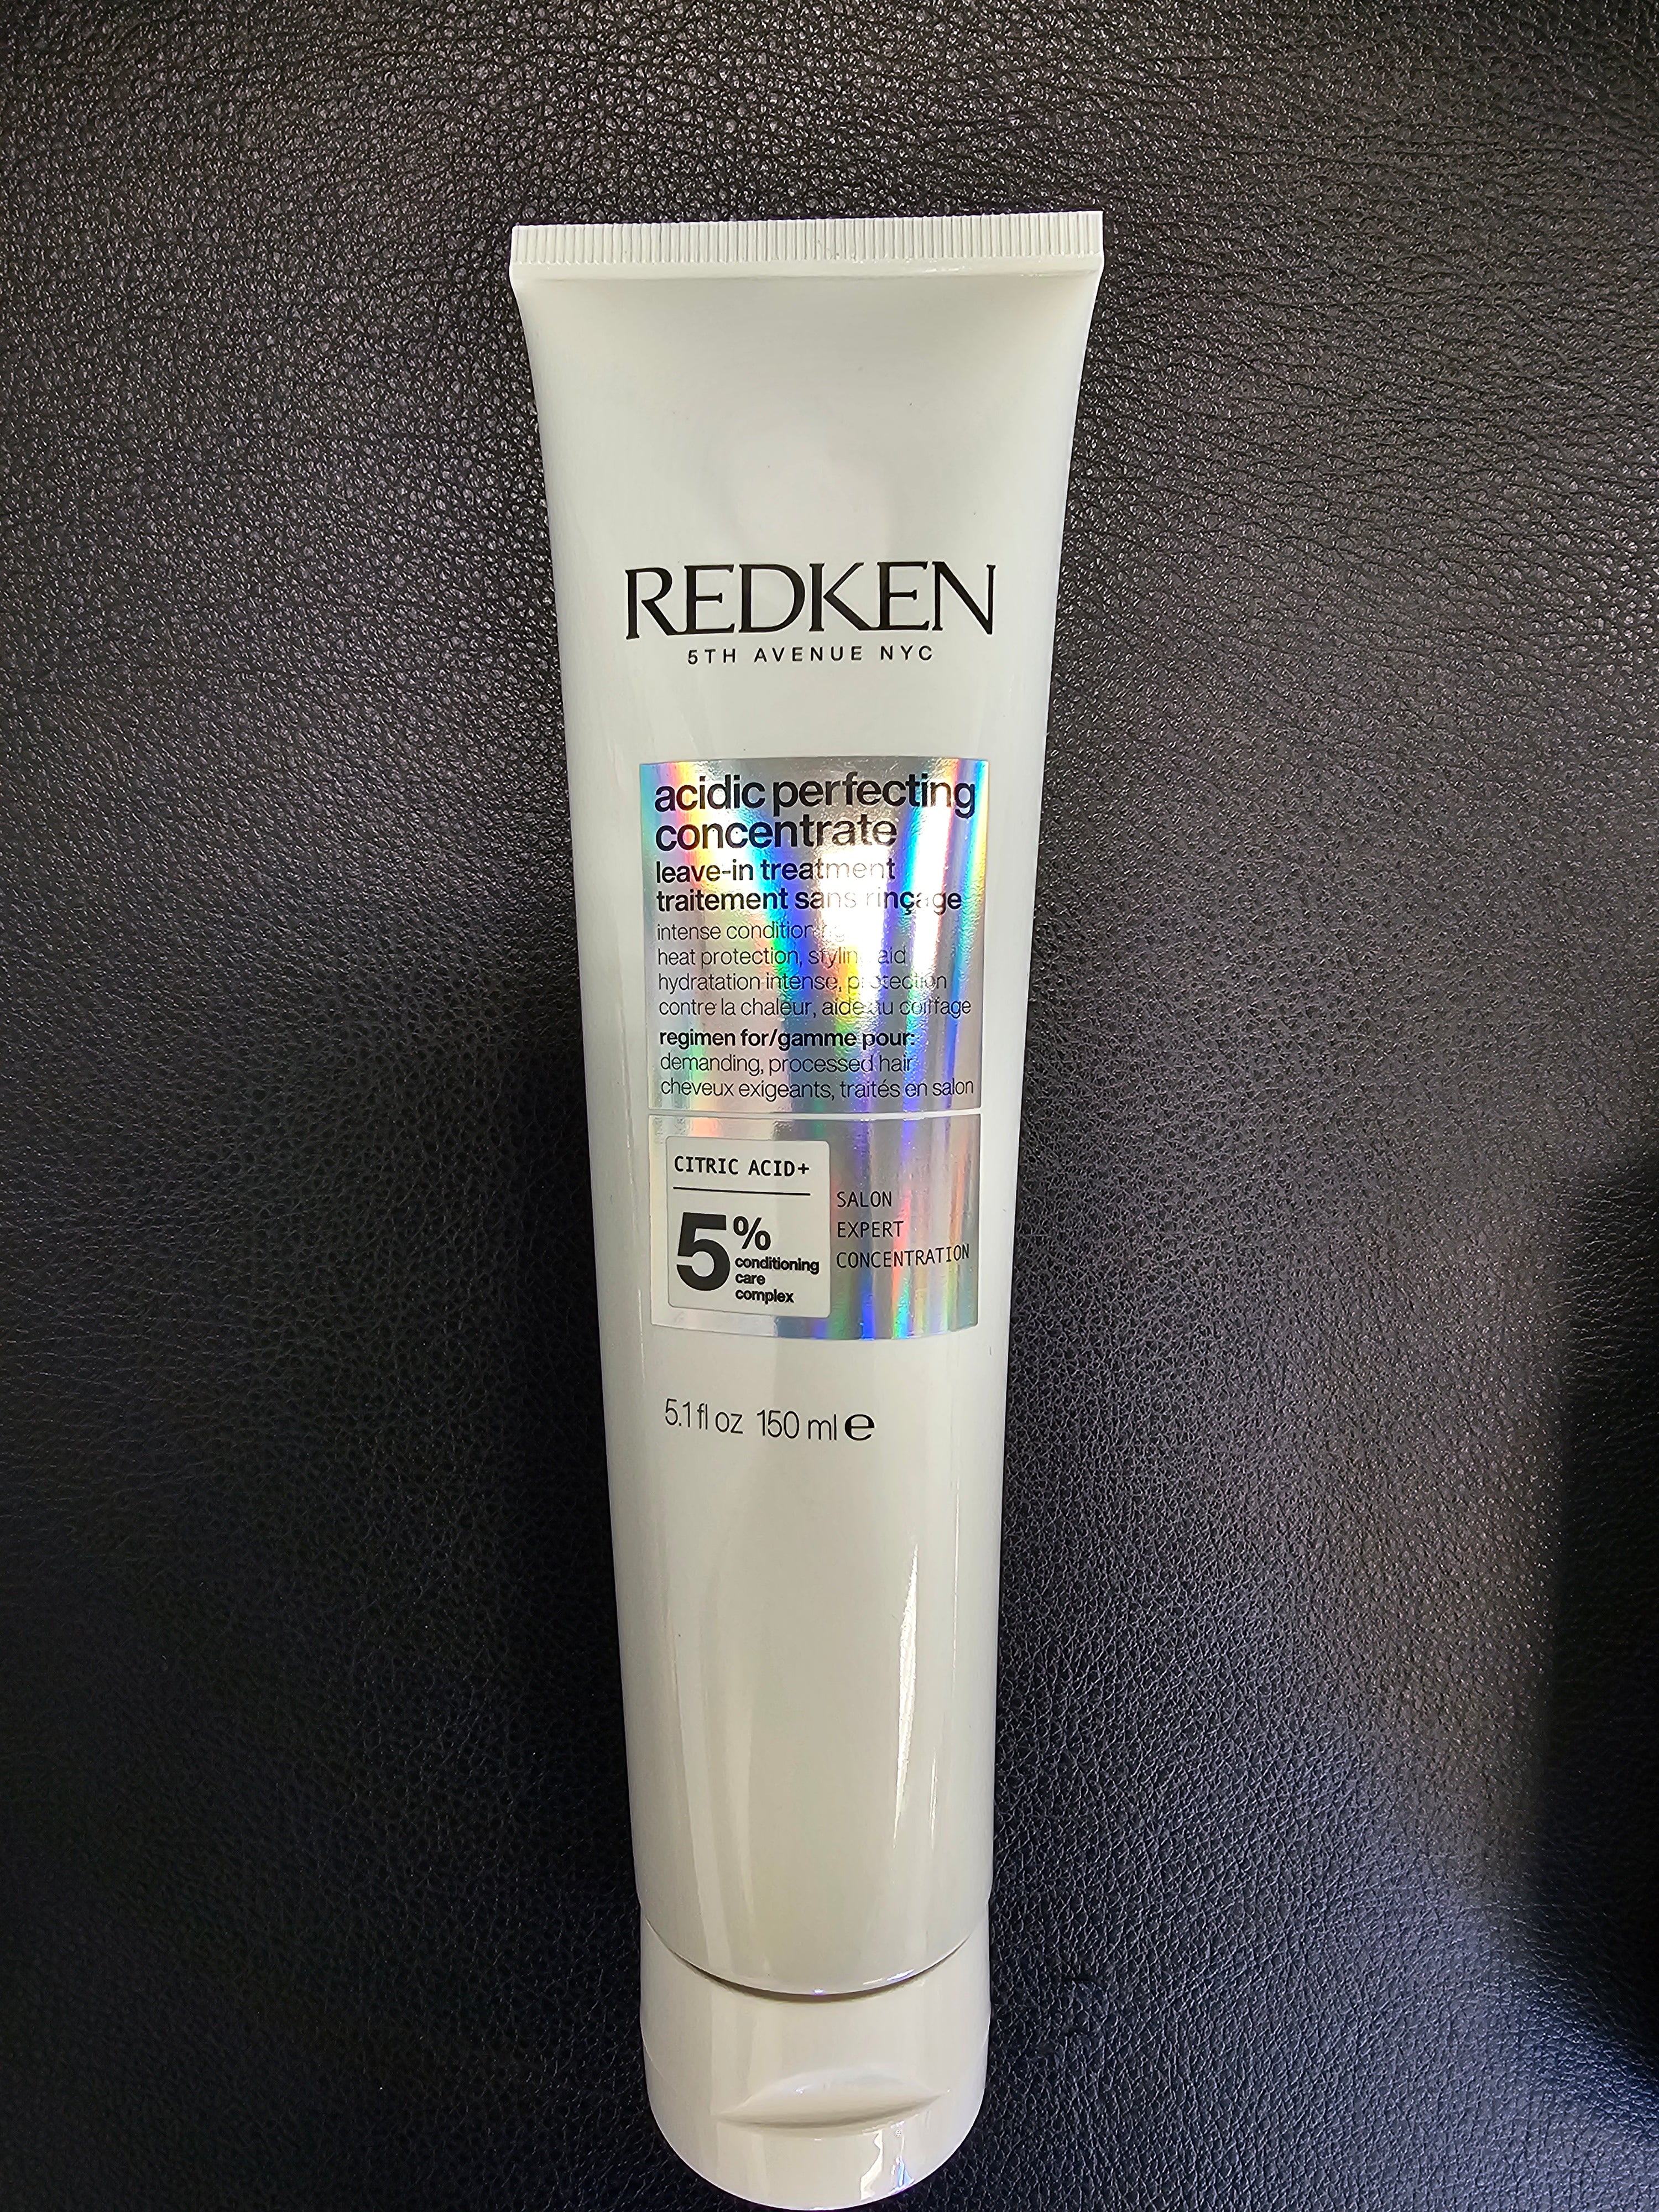 REDKEN
5TH AVENUE NYC
acidic perfecting
concentrate
leave-in treatment
traitement sans rinçage
intense conditioning
heat protection, styling aid
hydratation intense, protection
contre la chaleur, aide au coiffage
regimen for/gamme pour:
demanding, processed hair
cheveux exigeants, traités en salon
CITRIC ACID+
5%
conditioning
care
complex
SALON
EXPERT
CONCENTRATION
5.1 fl oz 150 ml ℮